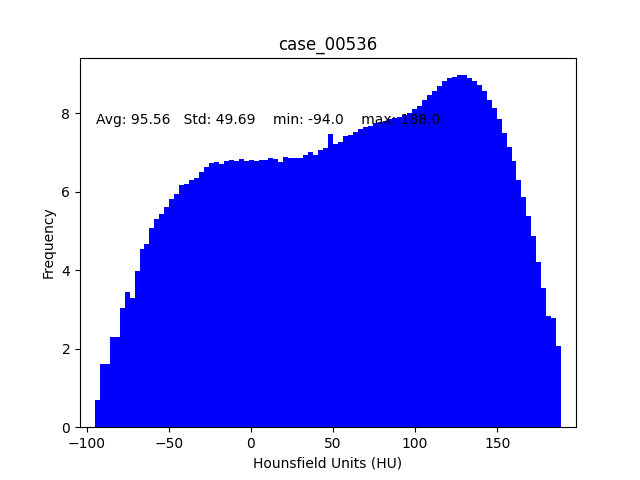 case_00536
Avg: 95.56 Std: 49.69 min: -94.0 max: 188.0
8
6
4
2
0
Frequency
−100 −50 0 50 100 150
Hounsfield Units (HU)